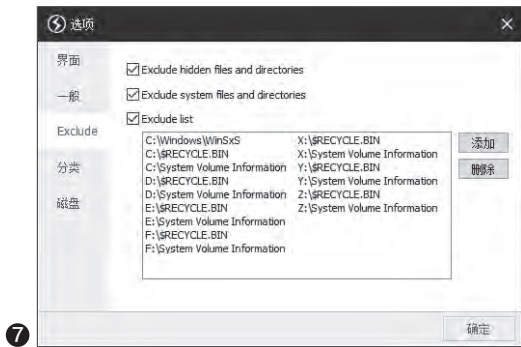 选项
界面
一般
Exclude
分类
磁盘
Exclude hidden files and directories
Exclude system files and directories
Exclude list
C:\Windows\WinSxS
C:\$RECYCLE.BIN
C:\System Volume Information
D:\$RECYCLE.BIN
D:\System Volume Information
E:\$RECYCLE.BIN
E:\System Volume Information
F:\$RECYCLE.BIN
F:\System Volume Information
X:\$RECYCLE.BIN
X:\System Volume Information
Y:\$RECYCLE.BIN
Y:\System Volume Information
Z:\$RECYCLE.BIN
Z:\System Volume Information
添加
删除
确定
7